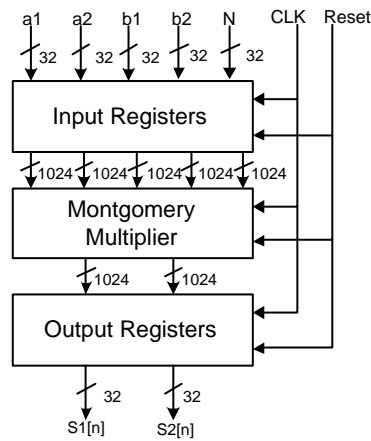 a1 a2 b1 b2 N CLK Reset
32 32 32 32 32
Input Registers
1024 1024 1024 1024 1024
Montgomery
Multiplier
1024 1024
Output Registers
32 32
S1[n] S2[n]